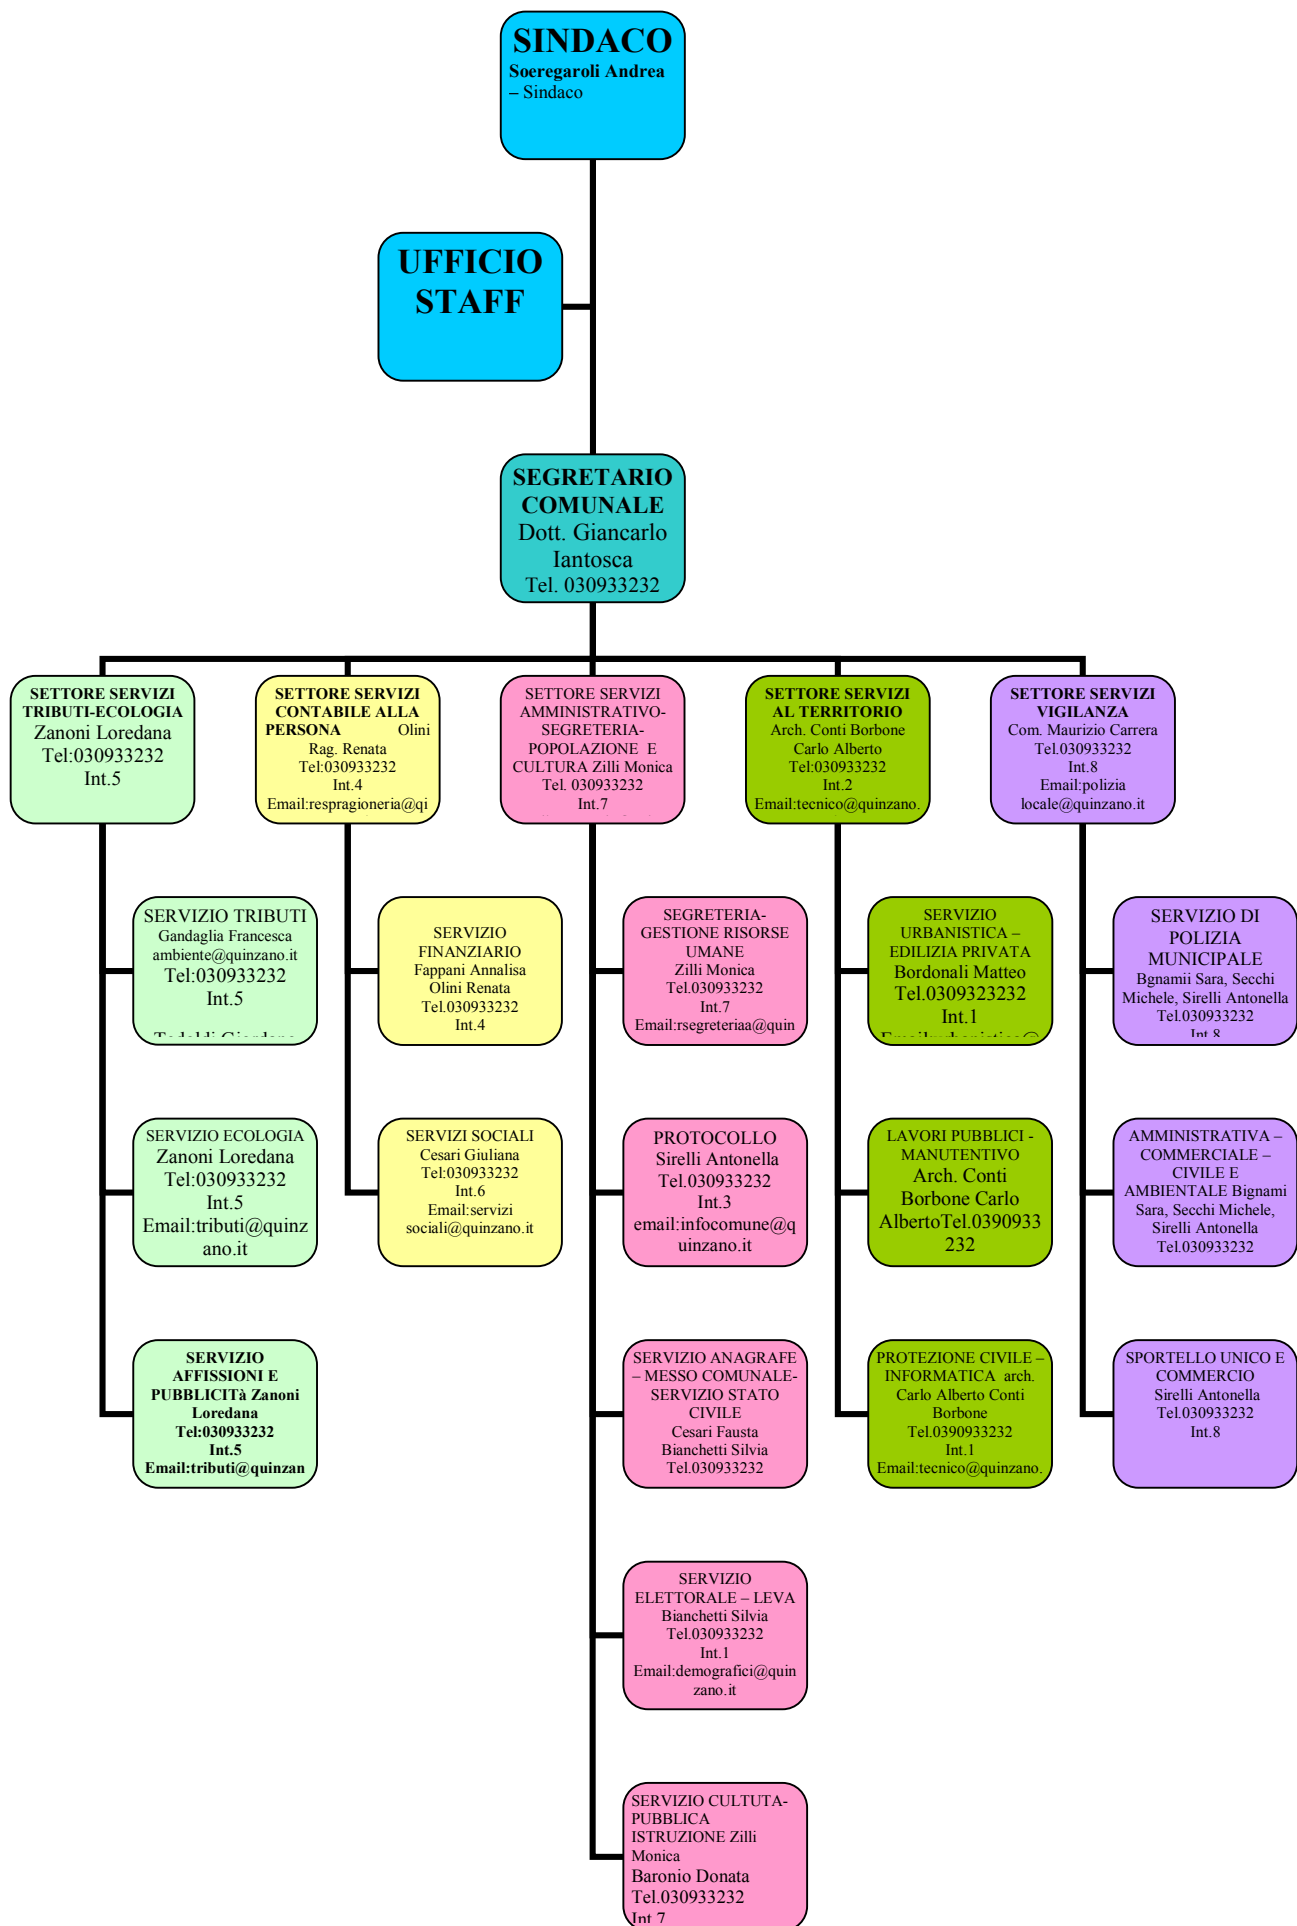 SINDACO
Soeregaroli Andrea
– Sindaco
UFFICIO
STAFF
SEGRETARIO
COMUNALE
Dott. Giancarlo
Iantosca
Tel. 030933232
SETTORE SERVIZI
TRIBUTI-ECOLOGIA
Zanoni Loredana
Tel:030933232
Int.5
SETTORE SERVIZI
CONTABILE ALLA
PERSONA Olini
Rag. Renata
Tel:030933232
Int.4
Email:respragioneria@qi
SETTORE SERVIZI
AMMINISTRATIVO-
SEGRETERIA-
POPOLAZIONE E
CULTURA Zilli Monica
Tel. 030933232
Int.7
SETTORE SERVIZI
AL TERRITORIO
Arch. Conti Borbone
Carlo Alberto
Tel:030933232
Int.2
Email:tecnico@quinzano.
SETTORE SERVIZI
VIGILANZA
Com. Maurizio Carrera
Tel.030933232
Int.8
Email:polizia
locale@quinzano.it
SERVIZIO TRIBUTI
Gandaglia Francesca
ambiente@quinzano.it
Tel:030933232
Int.5
SERVIZIO
FINANZIARIO
Fappani Annalisa
Olini Renata
Tel.030933232
Int.4
SEGRETERIA-
GESTIONE RISORSE
UMANE
Zilli Monica
Tel.030933232
Int.7
Email:rsegreteriaa@quin
SERVIZIO
URBANISTICA –
EDILIZIA PRIVATA
Bordonali Matteo
Tel.0309323232
Int.1
Email:urbanistica@
SERVIZIO DI
POLIZIA
MUNICIPALE
Bgnamii Sara, Secchi
Michele, Sirelli Antonella
Tel.030933232
Int.8
SERVIZIO ECOLOGIA
Zanoni Loredana
Tel:030933232
Int.5
Email:tributi@quinz
ano.it
SERVIZI SOCIALI
Cesari Giuliana
Tel:030933232
Int.6
Email:servizi
sociali@quinzano.it
PROTOCOLLO
Sirelli Antonella
Tel.030933232
Int.3
email:infocomune@q
uinzano.it
LAVORI PUBBLICI -
MANUTENTIVO
Arch. Conti
Borbone Carlo
AlbertoTel.0390933
232
AMMINISTRATIVA –
COMMERCIALE –
CIVILE E
AMBIENTALE Bignami
Sara, Secchi Michele,
Sirelli Antonella
Tel.030933232
SERVIZIO
AFFISSIONI E
PUBBLICITà Zanoni
Loredana
Tel:030933232
Int.5
Email:tributi@quinzan
SERVIZIO ANAGRAFE
– MESSO COMUNALE-
SERVIZIO STATO
CIVILE
Cesari Fausta
Bianchetti Silvia
Tel.030933232
PROTEZIONE CIVILE –
INFORMATICA arch.
Carlo Alberto Conti
Borbone
Tel.0390933232
Int.1
Email:tecnico@quinzano.
SPORTELLO UNICO E
COMMERCIO
Sirelli Antonella
Tel.030933232
Int.8
SERVIZIO
ELETTORALE – LEVA
Bianchetti Silvia
Tel.030933232
Int.1
Email:demografici@quin
zano.it
SERVIZIO CULTUTA-
PUBBLICA
ISTRUZIONE Zilli
Monica
Baronio Donata
Tel.030933232
Int.7